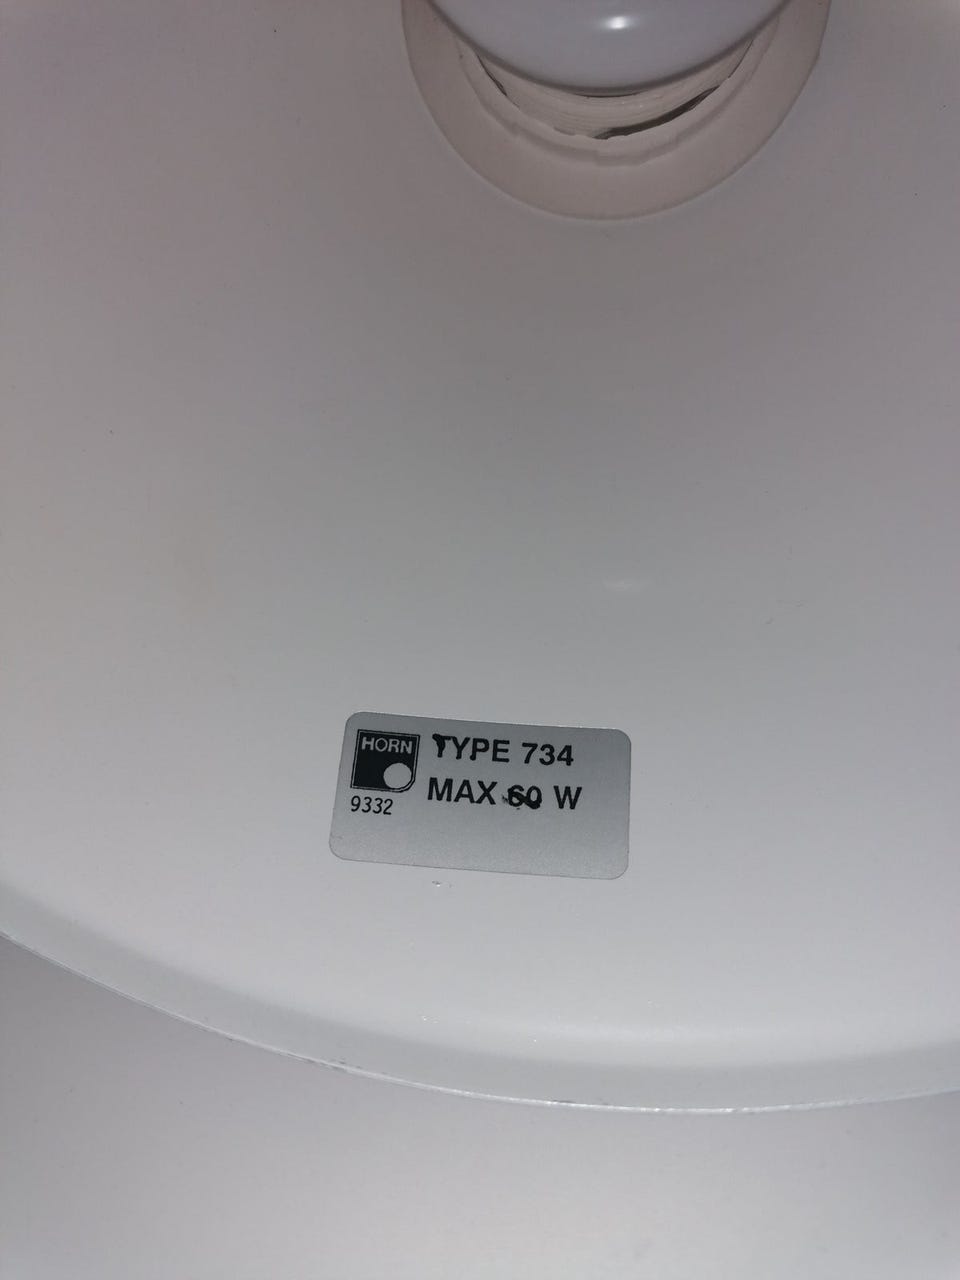 HORN
9332
TYPE 734
MAX 60 W